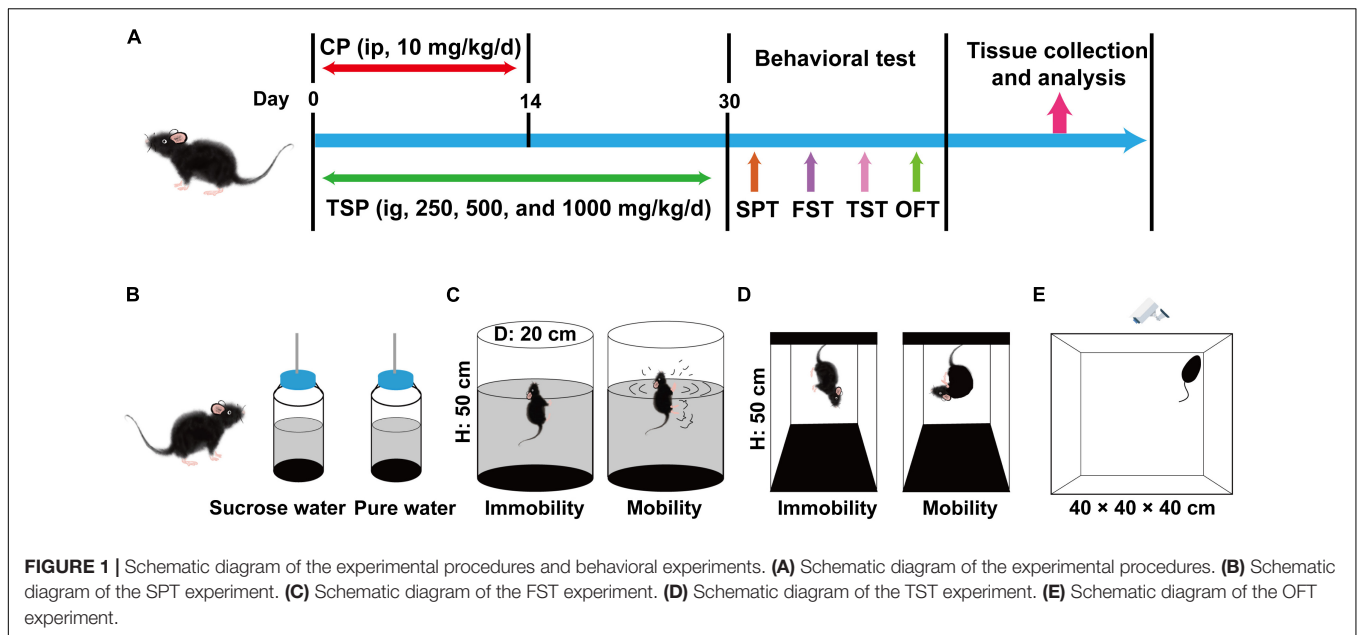 A
CP (ip, 10 mg/kg/d)
Behavioral test
Tissue collection
and analysis
Day
0
14
30
TSP (ig, 250, 500, and 1000 mg/kg/d)
SPT
FST
TST
OFT
B
Sucrose water
Pure water
C
D: 20 cm
H: 50 cm
Immobility
Mobility
D
H: 50 cm
Immobility
Mobility
E
40 × 40 × 40 cm
FIGURE 1 | Schematic diagram of the experimental procedures and behavioral experiments. (A) Schematic diagram of the experimental procedures. (B) Schematic
diagram of the SPT experiment. (C) Schematic diagram of the FST experiment. (D) Schematic diagram of the TST experiment. (E) Schematic diagram of the OFT
experiment.